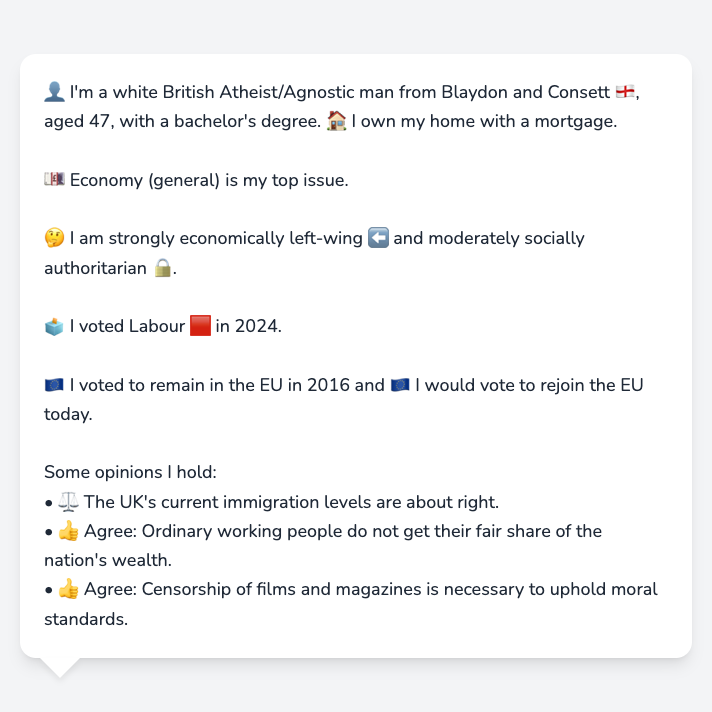 👤 I'm a white British Atheist/Agnostic man from Blaydon and Consett 🏴󠁧󠁢󠁥󠁮󠁧󠁿,
aged 47, with a bachelor's degree. 🏠 I own my home with a mortgage.
💷 Economy (general) is my top issue.
🤔 I am strongly economically left-wing ⬅️ and moderately socially
authoritarian 🔒.
🗳️ I voted Labour 🟥 in 2024.
🇪🇺 I voted to remain in the EU in 2016 and 🇪🇺 I would vote to rejoin the EU
today.
Some opinions I hold:
• ⚖️ The UK's current immigration levels are about right.
• 👍 Agree: Ordinary working people do not get their fair share of the
nation's wealth.
• 👍 Agree: Censorship of films and magazines is necessary to uphold moral
standards.